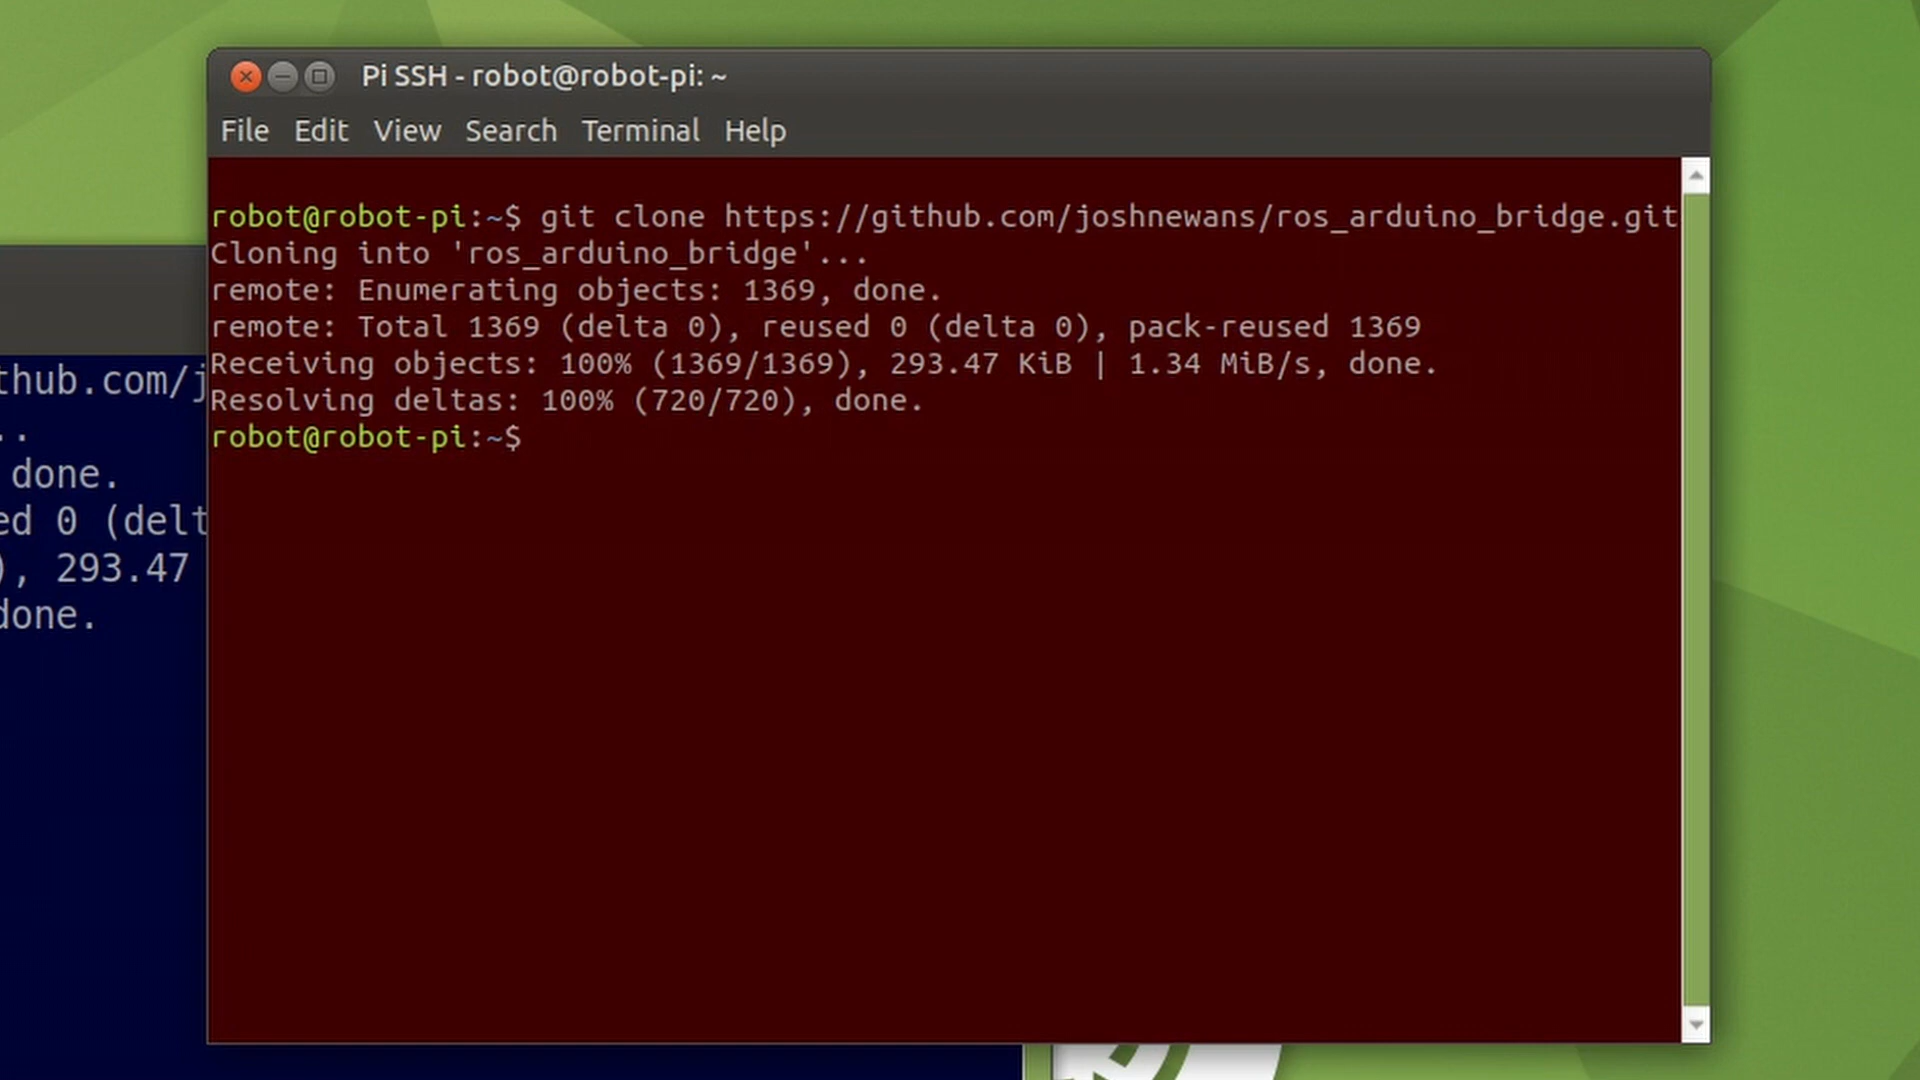 Pi SSH - robot@robot-pi: ~
File Edit View Search Terminal Help
robot@robot-pi:~$ git clone https://github.com/joshnewans/ros_arduino_bridge.git
Cloning into 'ros_arduino_bridge'...
remote: Enumerating objects: 1369, done.
remote: Total 1369 (delta 0), reused 0 (delta 0), pack-reused 1369
Receiving objects: 100% (1369/1369), 293.47 KiB | 1.34 MiB/s, done.
Resolving deltas: 100% (720/720), done.
robot@robot-pi:~$
thub.com/j
..
done.
ed 0 (delt
), 293.47
done.